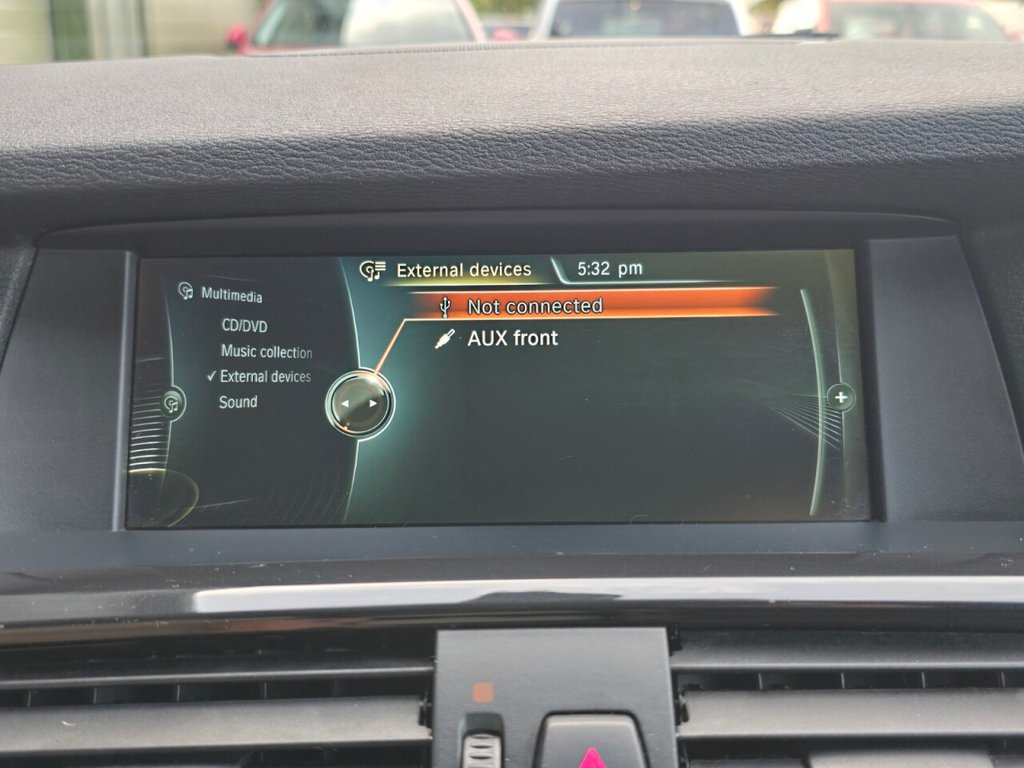 External devices
5:32 pm
Multimedia
CD/DVD
Music collection
✓ External devices
Sound
Not connected
AUX front